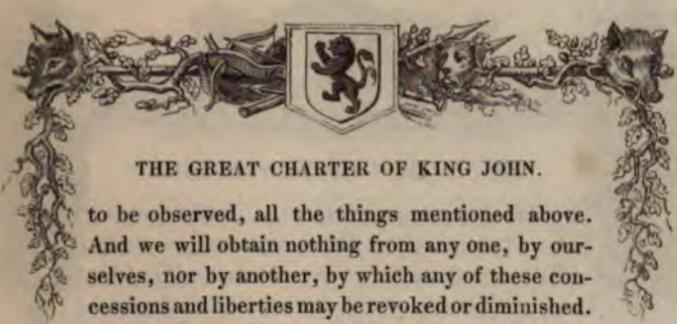 THE GREAT CHARTER OF KING JOHN.
to be observed, all the things mentioned above.
And we will obtain nothing from any one, by our-
selves, nor by another, by which any of these con-
cessions and liberties may be revoked or diminished.